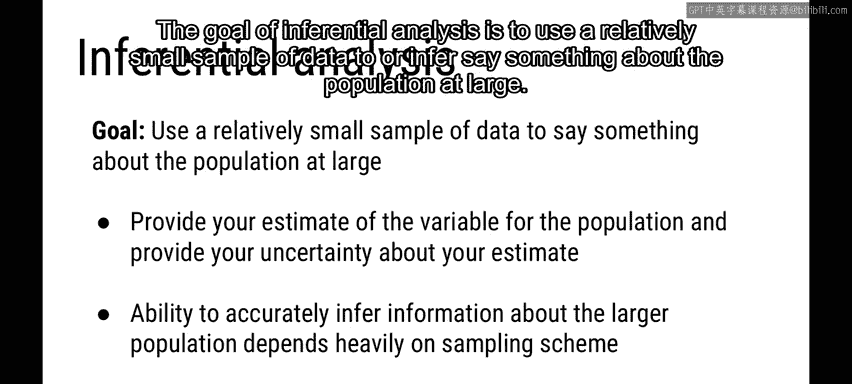 GPT中英字幕课程资源@bilibili.com
The goal of inferential analysis is to use a relatively
small sample of data to or infer say something about the
population at large.
Inferential analysis
Goal: Use a relatively small sample of data to say something
about the population at large
● Provide your estimate of the variable for the population and
provide your uncertainty about your estimate
● Ability to accurately infer information about the larger
population depends heavily on sampling scheme